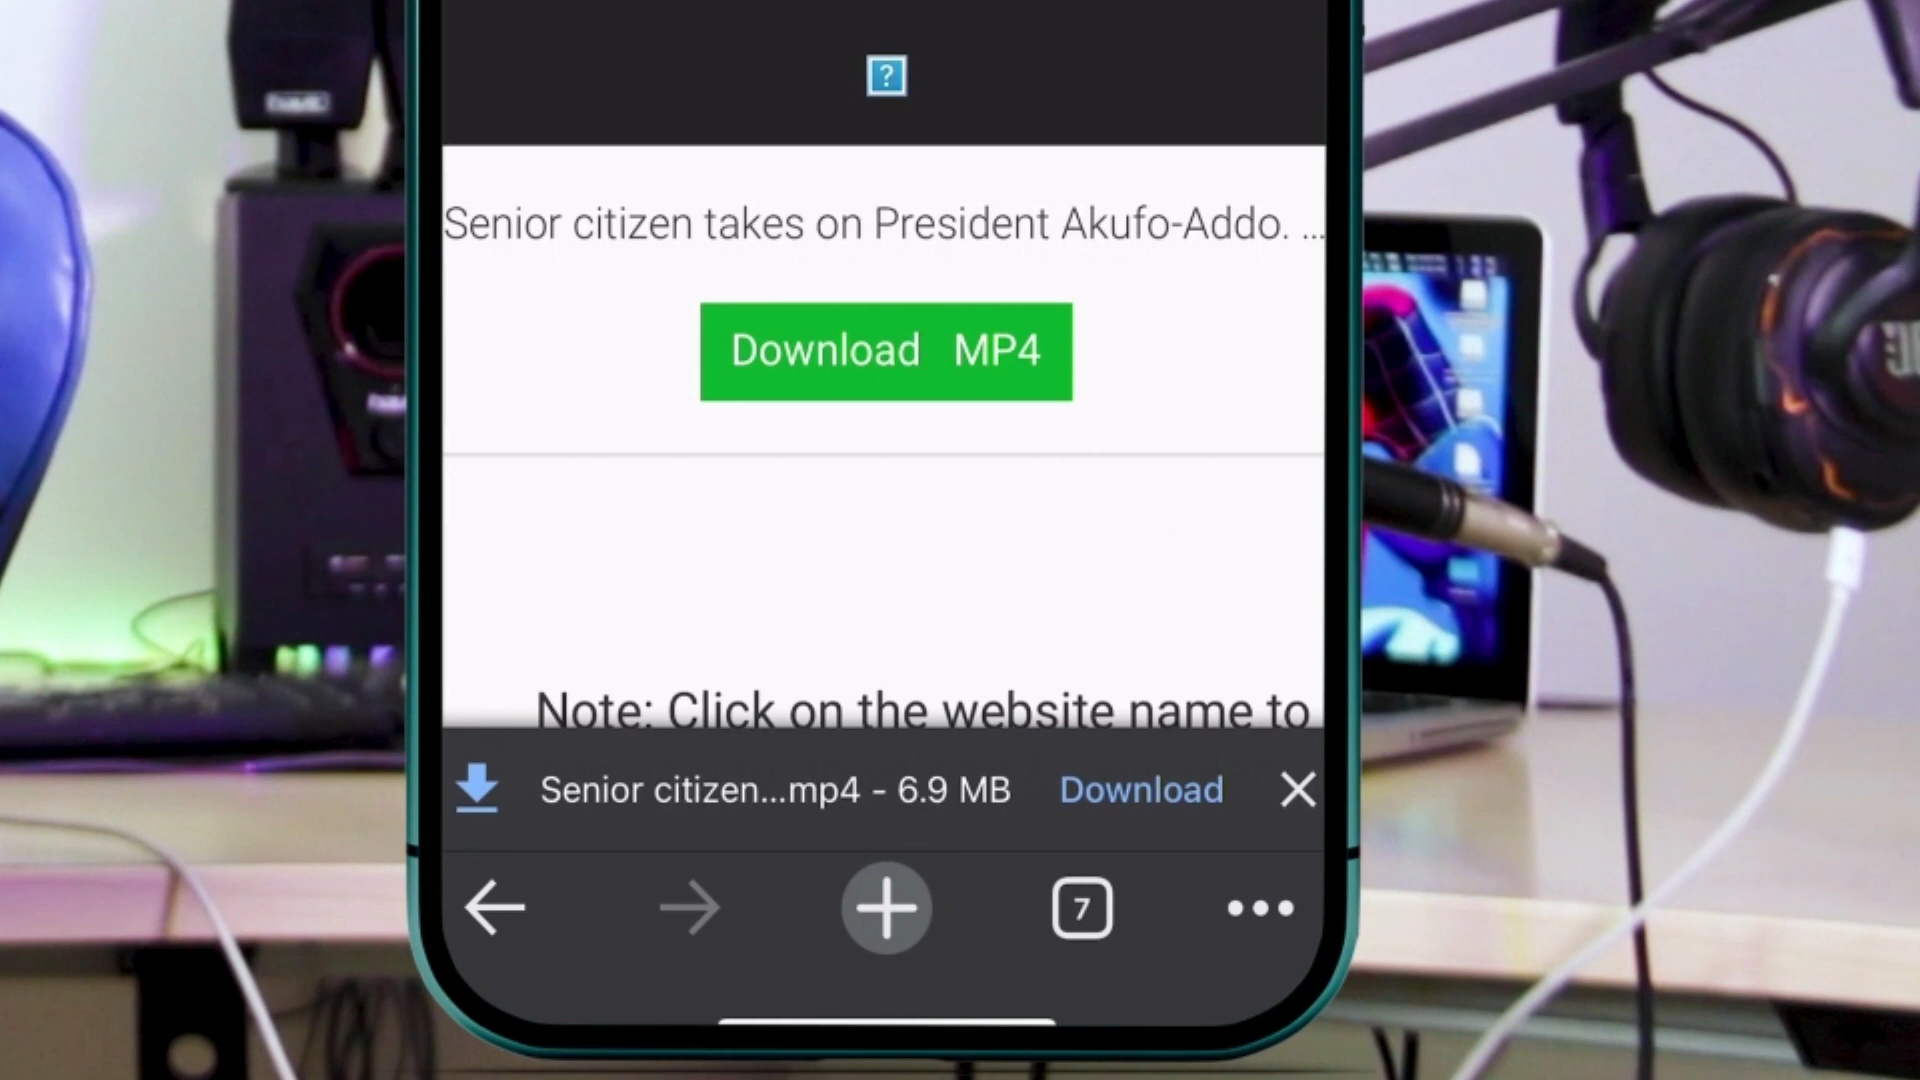 ?
Senior citizen takes on President Akufo-Addo. ...
Download MP4
Note: Click on the website name to
Senior citizen...mp4 - 6.9 MB Download
7